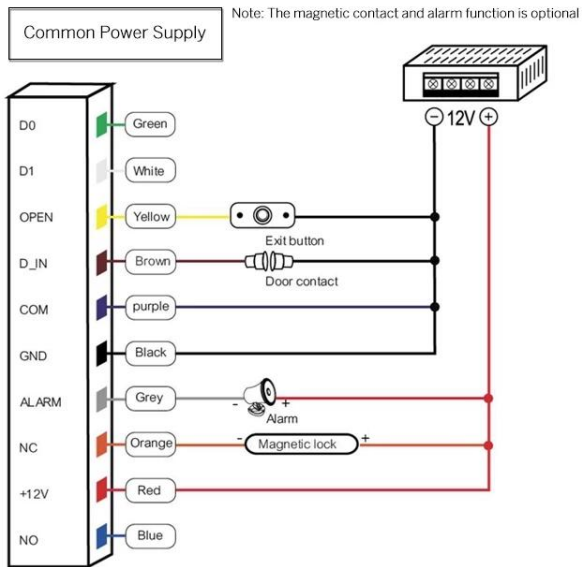 Common Power Supply
Note: The magnetic contact and alarm function is optional
- 12V +
D0 Green
D1 White
OPEN Yellow
Exit button
D_IN Brown
Door contact
COM purple
GND Black
ALARM Grey - +
Alarm
NC Orange - Magnetic lock +
+12V Red
NO Blue